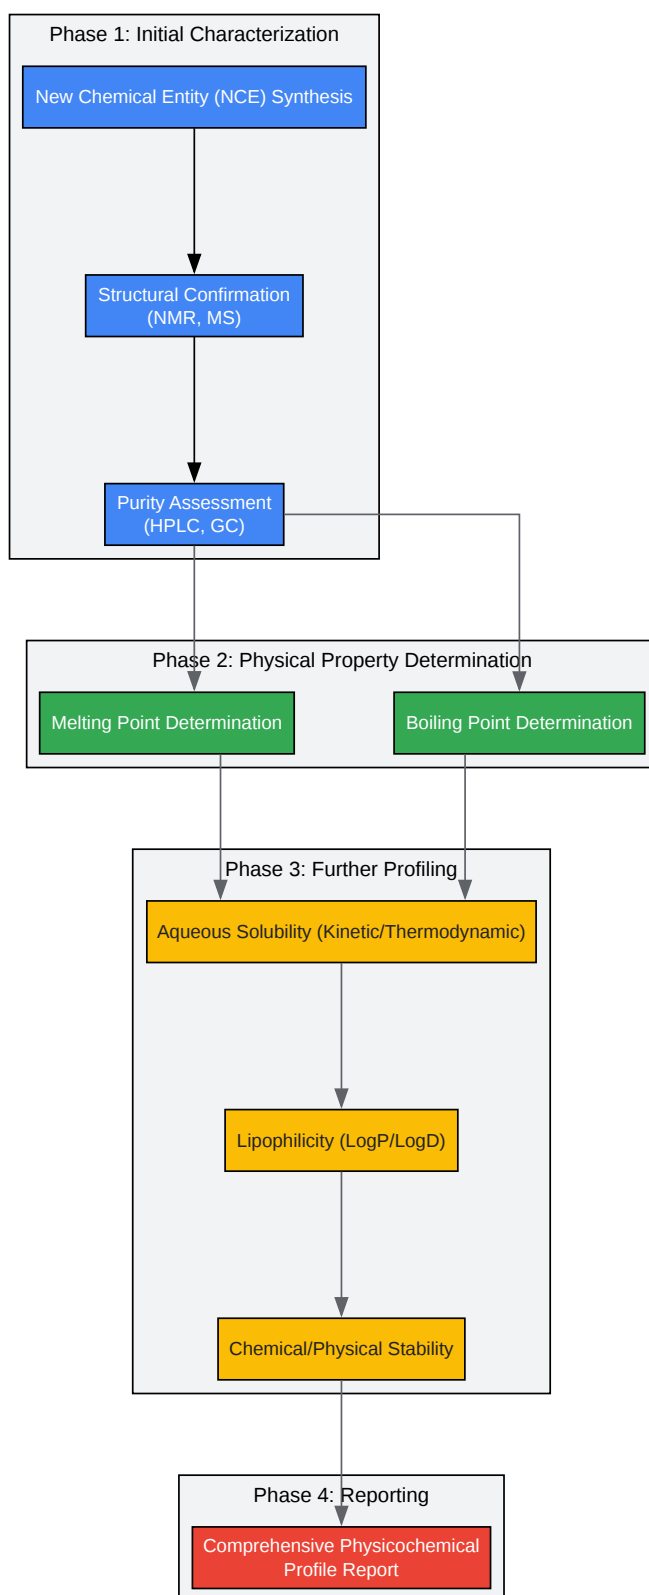 Phase 1: Initial Characterization
New Chemical Entity (NCE) Synthesis
Structural Confirmation
(NMR, MS)
Purity Assessment
(HPLC, GC)
Phase 2: Physical Property Determination
Melting Point Determination
Boiling Point Determination
Phase 3: Further Profiling
Aqueous Solubility (Kinetic/Thermodynamic)
Lipophilicity (LogP/LogD)
Chemical/Physical Stability
Phase 4: Reporting
Comprehensive Physicochemical
Profile Report